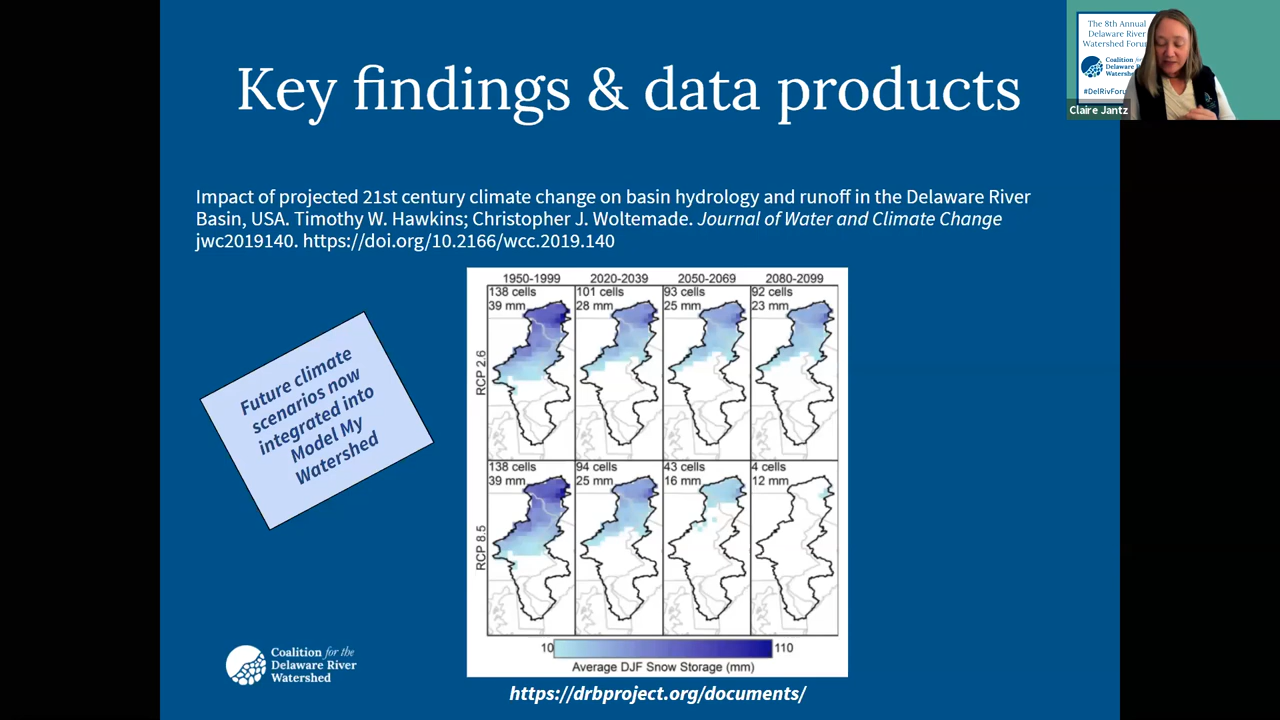 Key findings & data products
The 8th Annual
Delaware River
Watershed Forum
Coalition for the
Delaware River
Watershed
#DelRivForum
Claire Jantz
Impact of projected 21st century climate change on basin hydrology and runoff in the Delaware River
Basin, USA. Timothy W. Hawkins; Christopher J. Woltemade. Journal of Water and Climate Change
jwc2019140. https://doi.org/10.2166/wcc.2019.140
Future climate
scenarios now
integrated into
Model My
Watershed
1950-1999 2020-2039 2050-2069 2080-2099
138 cells 101 cells 93 cells 92 cells
39 mm 28 mm 25 mm 23 mm
RCP 2.6
138 cells 94 cells 43 cells 4 cells
39 mm 25 mm 16 mm 12 mm
RCP 8.5
10 110
Average DJF Snow Storage (mm)
Coalition for the
Delaware River
Watershed
https://drbproject.org/documents/